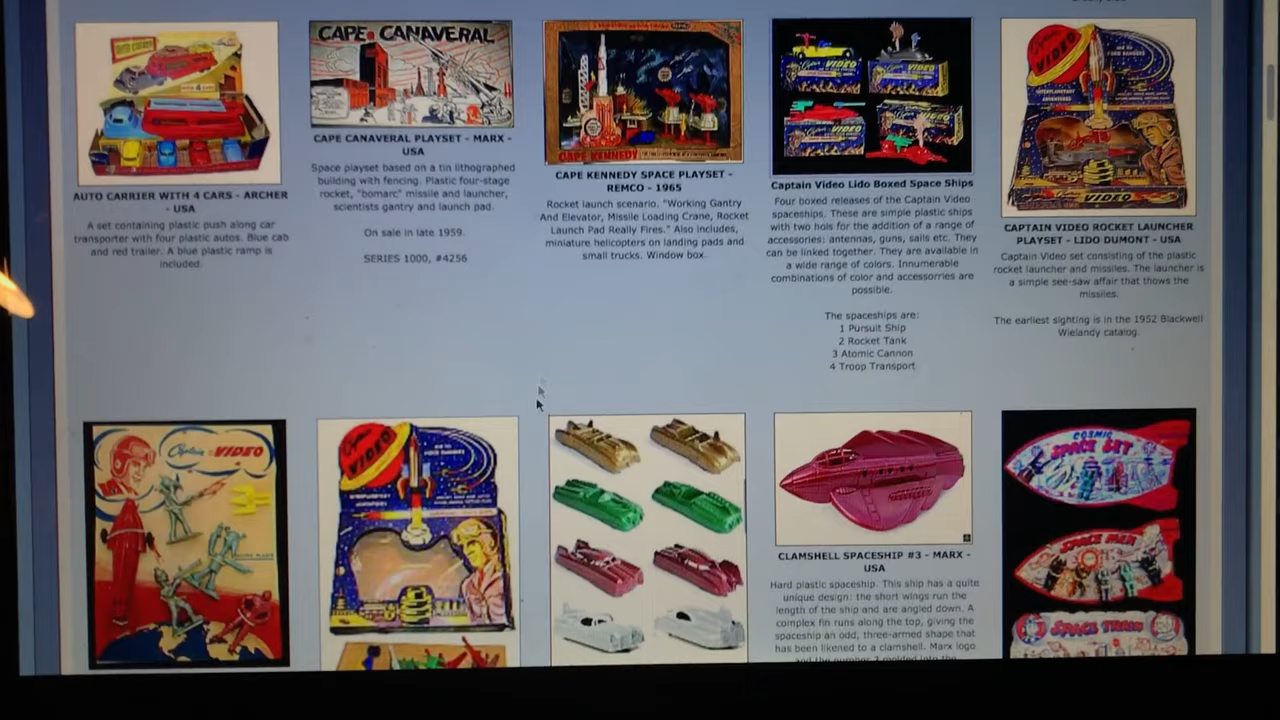 AUTO CARRIER WITH 4 CARS - ARCHER
- USA
A set containing plastic push along car
transporter with four plastic autos. Blue cab
and red trailer. A blue plastic ramp is
included.
CAPE CANAVERAL
CAPE CANAVERAL PLAYSET - MARX -
USA
Space playset based on a tin lithographed
building with fencing. Plastic four-stage
rocket, "bomarc" missile and launcher,
scientists gantry and launch pad.
On sale in late 1959.
SERIES 1000, #4256
CAPE KENNEDY
CAPE KENNEDY SPACE PLAYSET -
REMCO - 1965
Rocket launch scenario. "Working Gantry
And Elevator, Missile Loading Crane, Rocket
Launch Pad Really Fires." Also includes,
miniature helicopters on landing pads and
small trucks. Window box.
Captain Video Lido Boxed Space Ships
Four boxed releases of the Captain Video
spaceships. These are simple plastic ships
with two hols for the addition of a range of
accessories: antennas, guns, sails etc. They
can be linked together. They are available in
a wide range of colors. Innumerable
combinations of color and accessories are
possible.
The spaceships are:
1 Pursuit Ship
2 Rocket Tank
3 Atomic Cannon
4 Troop Transport
VIDEO
CAPTAIN VIDEO ROCKET LAUNCHER
PLAYSET - LIDO DUMONT - USA
Captain Video set consisting of the plastic
rocket launcher and missiles. The launcher is
a simple see-saw affair that thows the
missiles.
The earliest sighting is in the 1952 Blackwell
Wielandy catalog.
Captain VIDEO
VIDEO
CLAMSHELL SPACESHIP #3 - MARX -
USA
Hard plastic spaceship. This ship has a quite
unique design: the short wings run the
length of the ship and are angled down. A
complex fin runs along the top, giving the
spaceship an odd, three-armed shape that
has been likened to a clamshell. Marx logo
and the number 3 molded into the
COSMIC
SPACE SET
SPACE MEN
SPACE TRAIN